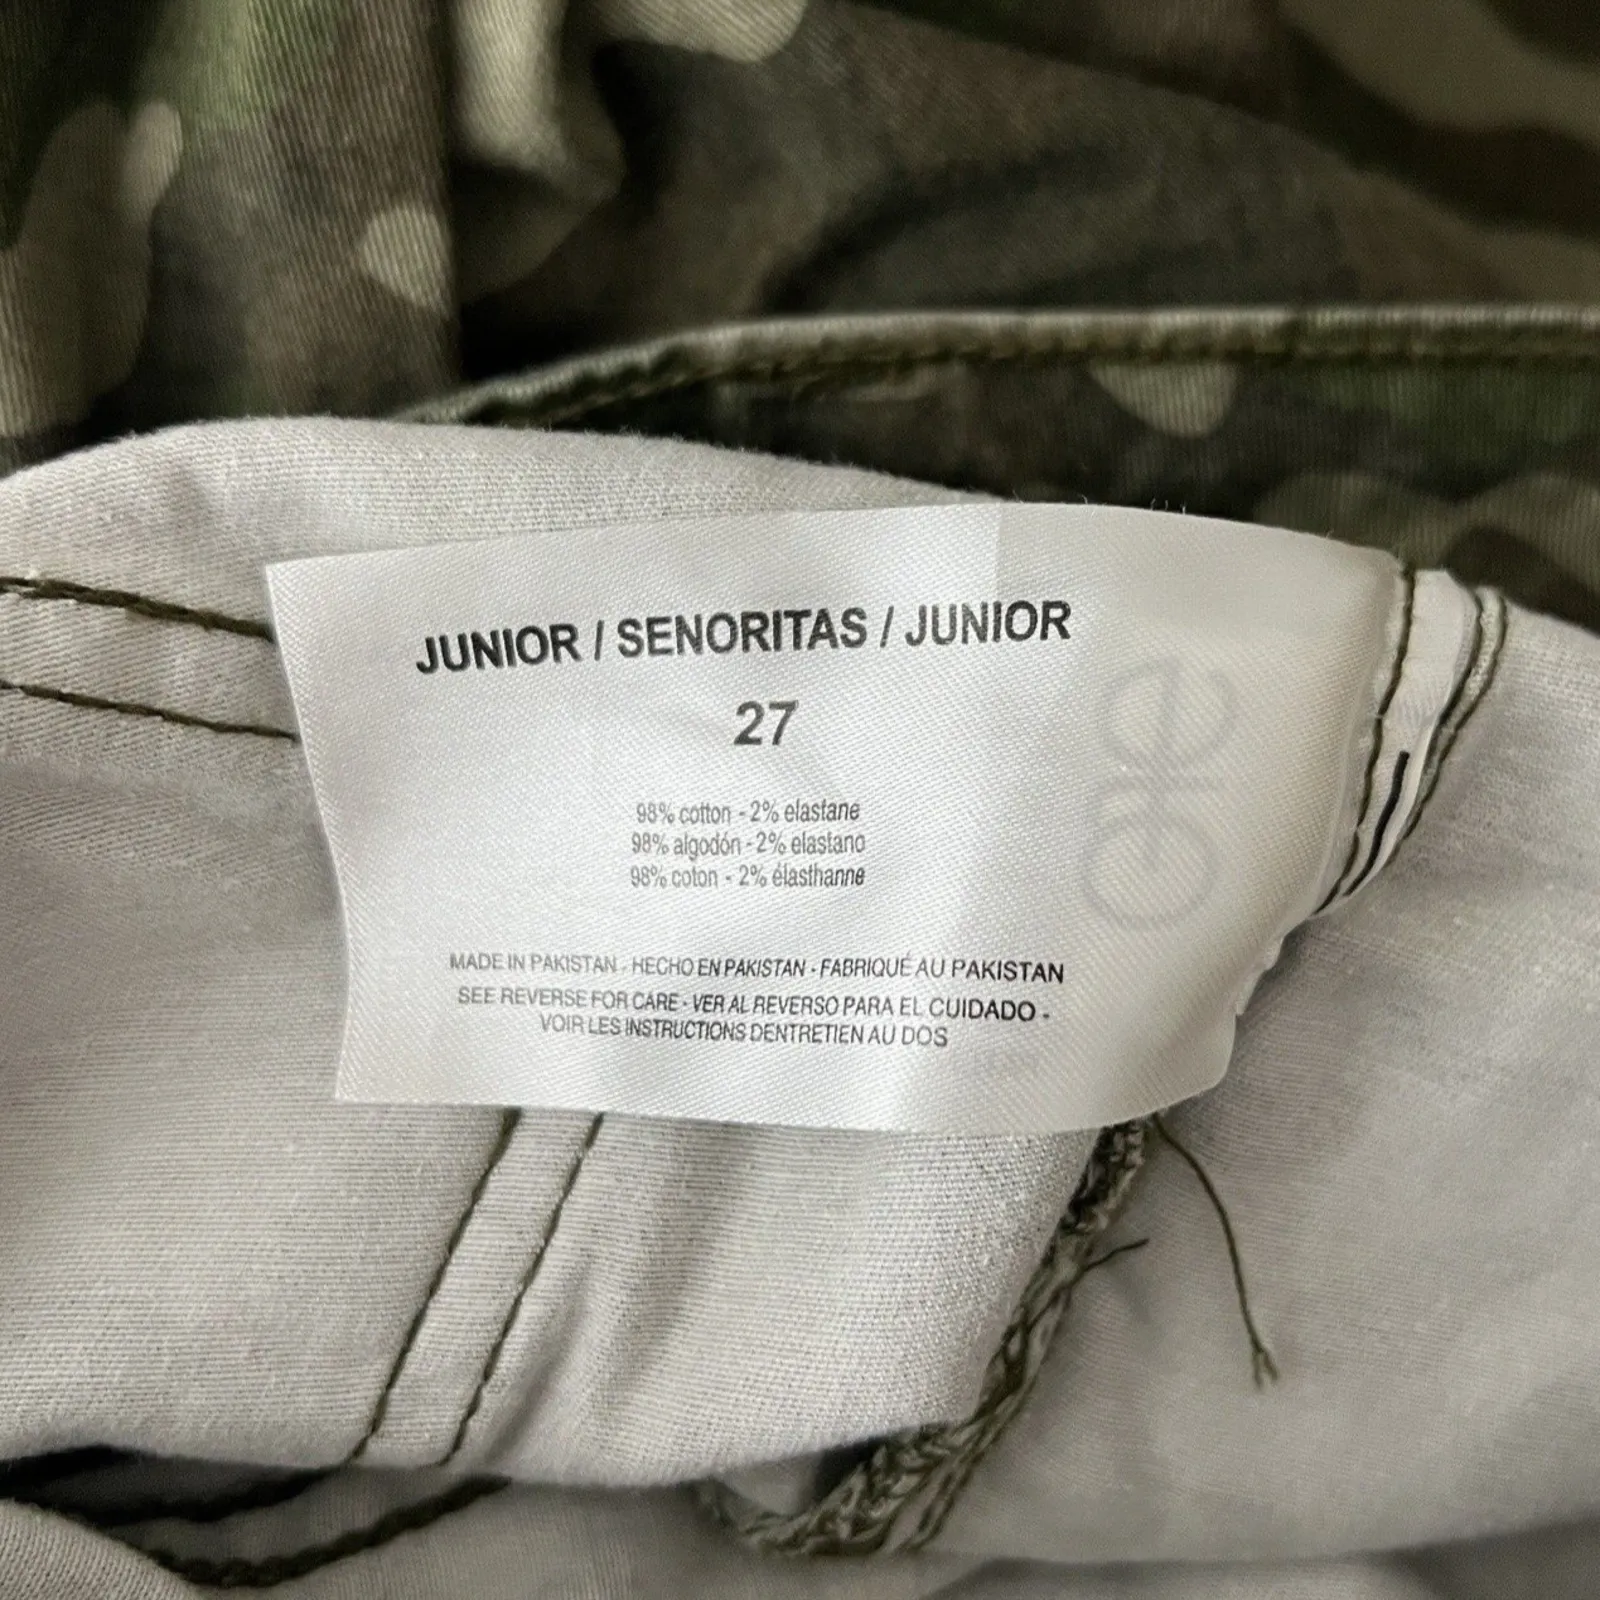 JUNIOR / SENORITAS / JUNIOR
27
98% cotton - 2% elastane
98% algodón - 2% elastano
98% coton - 2% élasthanne
MADE IN PAKISTAN - HECHO EN PAKISTAN - FABRIQUÉ AU PAKISTAN
SEE REVERSE FOR CARE - VER AL REVERSO PARA EL CUIDADO -
VOIR LES INSTRUCTIONS DENTRETIEN AU DOS